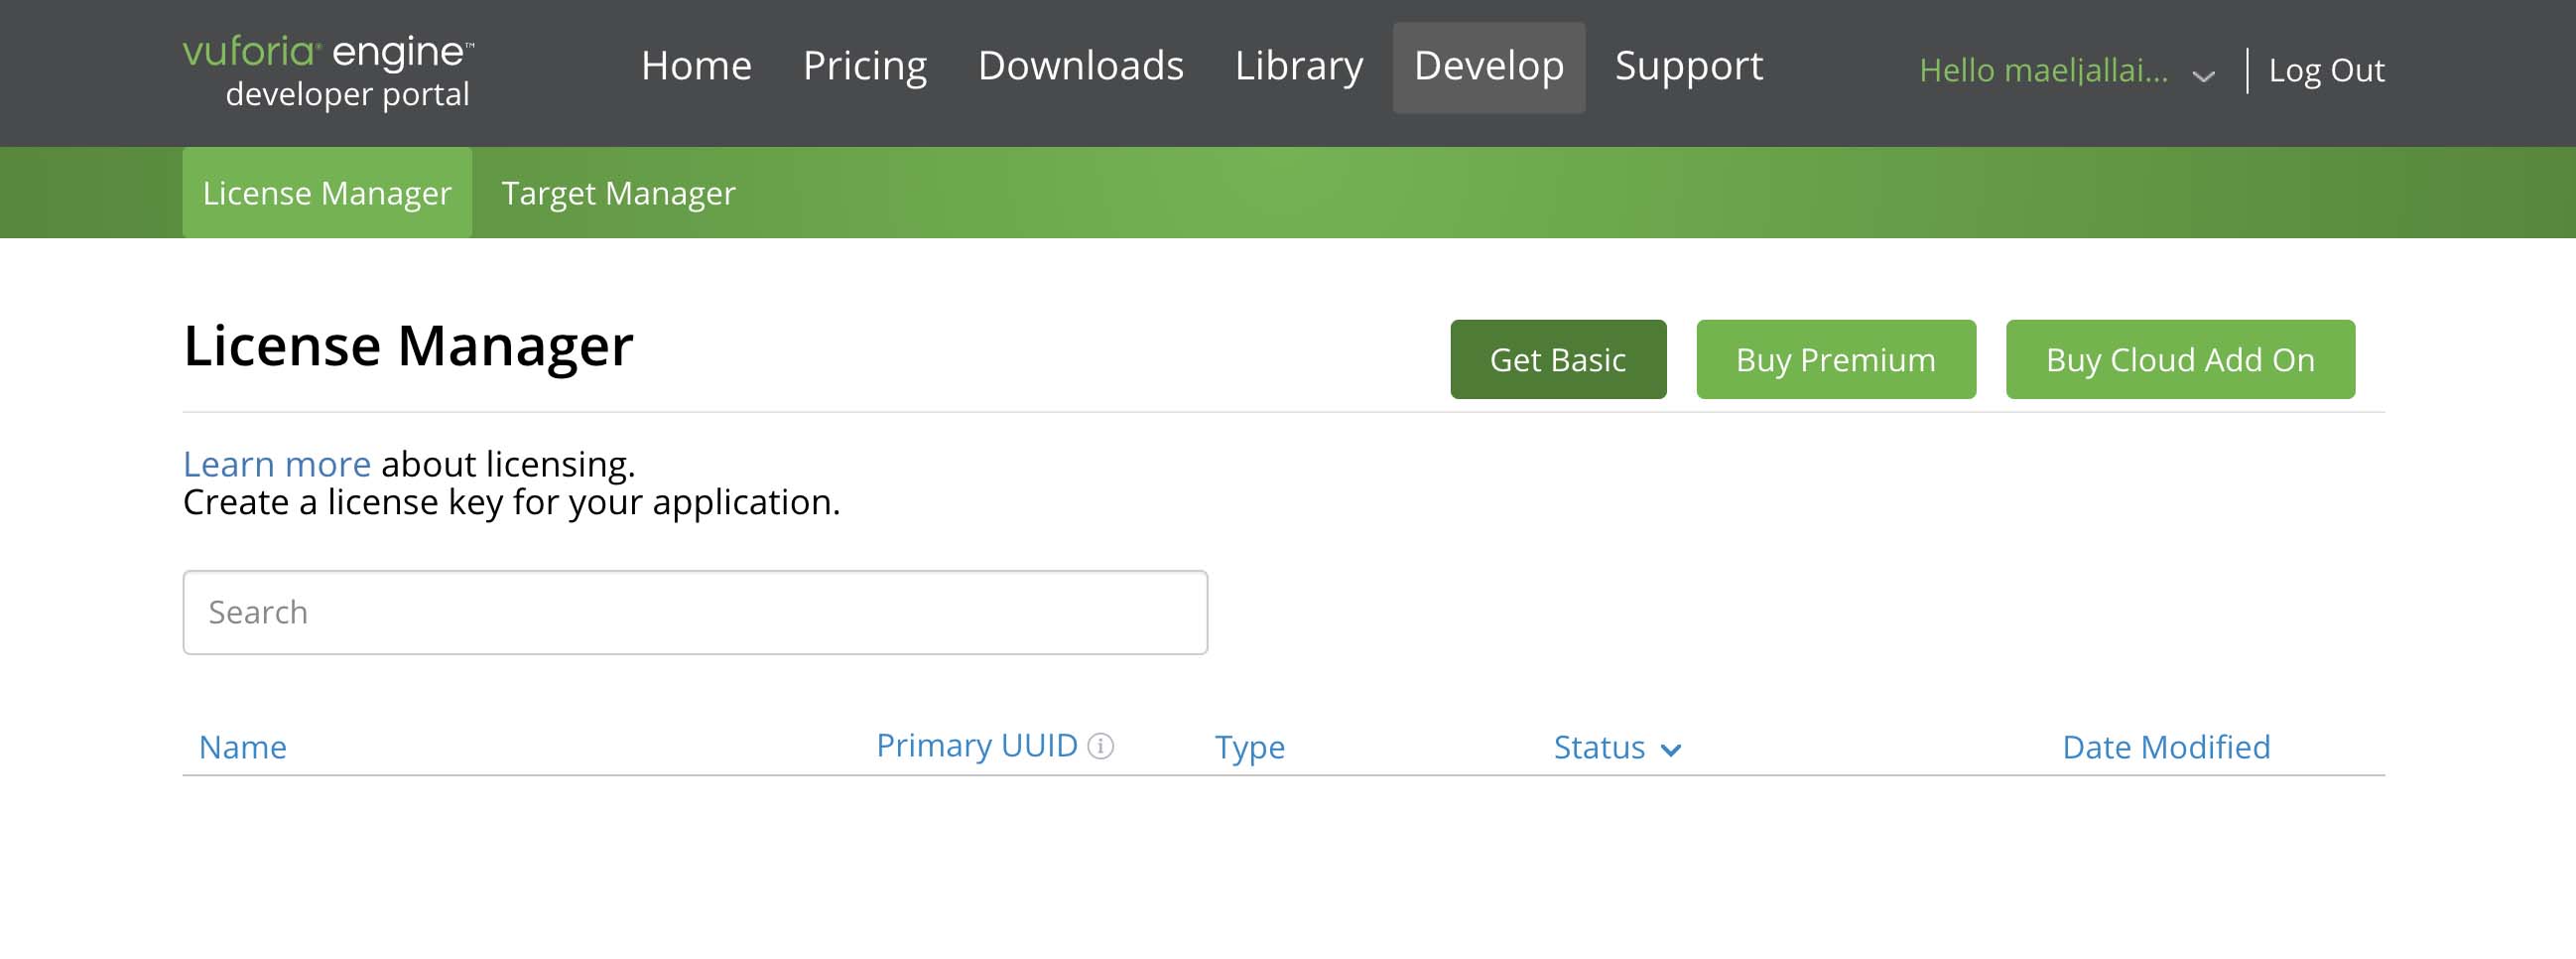 vuforia® engine™
developer portal
Home Pricing Downloads Library Develop Support
Hello maeljallai... Log Out
License Manager Target Manager
License Manager
Get Basic Buy Premium Buy Cloud Add On
Learn more about licensing.
Create a license key for your application.
Search
Name Primary UUID Type Status Date Modified